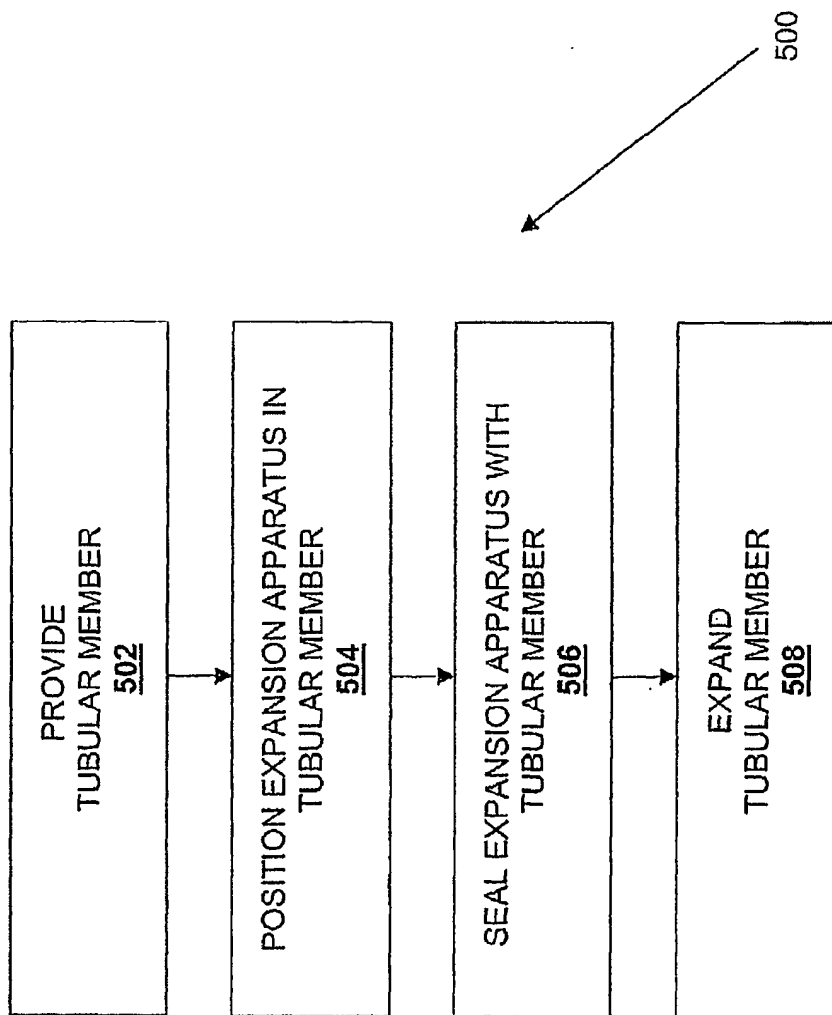 PROVIDE
TUBULAR MEMBER
502
POSITION EXPANSION APPARATUS IN
TUBULAR MEMBER
504
SEAL EXPANSION APPARATUS WITH
TUBULAR MEMBER
506
EXPAND
TUBULAR MEMBER
508
500